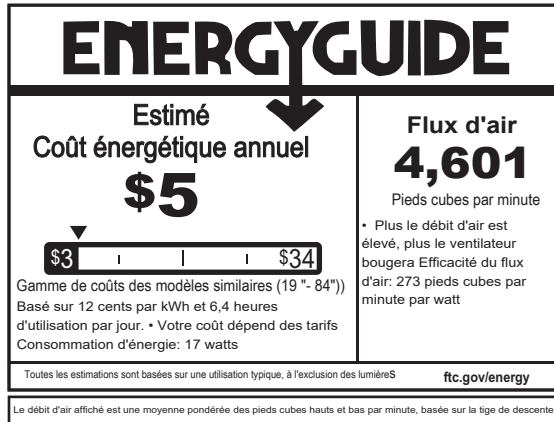 ENERGYGUIDE
Estimé
Coût énergétique annuel
$5
$3
$34
Gamme de coûts des modèles similaires (19 "- 84"))
Basé sur 12 cents par kWh et 6,4 heures
d'utilisation par jour. • Votre coût dépend des tarifs
Consommation d'énergie: 17 watts
Flux d'air
4,601
Pieds cubes par minute
• Plus le débit d'air est
élevé, plus le ventilateur
bougera Efficacité du flux
d'air: 273 pieds cubes par
minute par watt
Toutes les estimations sont basées sur une utilisation typique, à l'exclusion des lumièreS
ftc.gov/energy
Le débit d'air affiché est une moyenne pondérée des pieds cubes hauts et bas par minute, basée sur la tige de descente